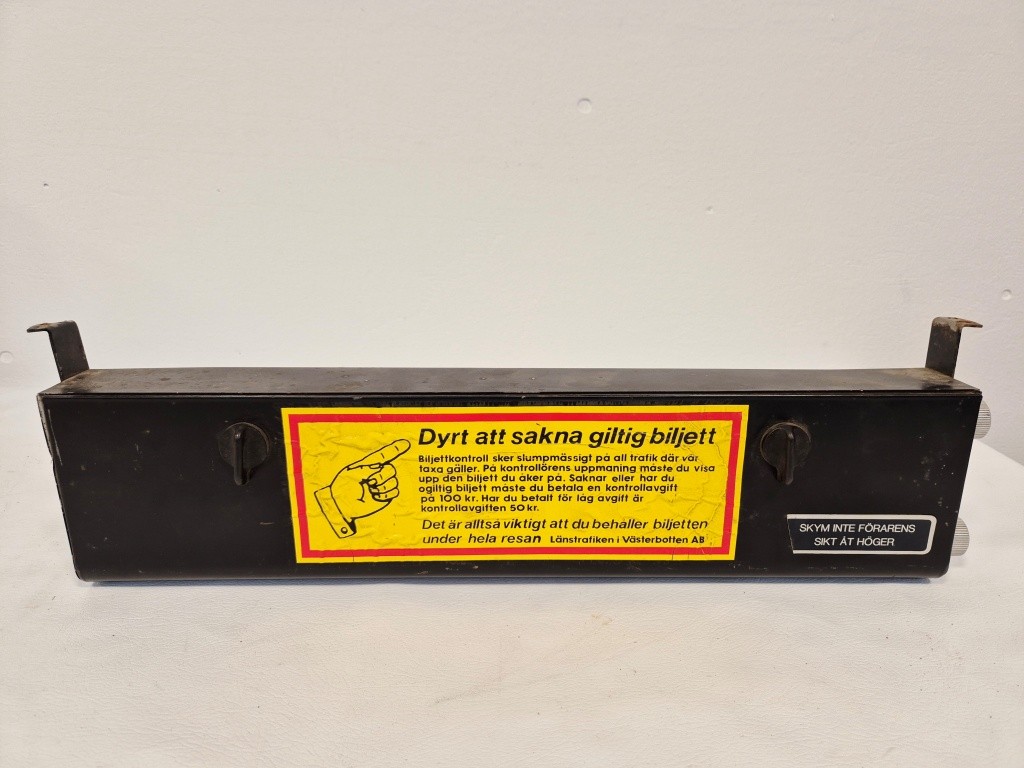 Dyrt att sakna giltig biljett
Biljettkontroll sker slumpmässigt på all trafik där vår
taxa gäller. På kontrollörens uppmaning måste du visa
upp den biljett du åker på. Saknar eller har du
ogiltig biljett måste du betala en kontrollavgift
på 100 kr. Har du betalt för låg avgift är
kontrollavgiften 50 kr.
Det är alltså viktigt att du behåller biljetten
under hela resan Länstrafiken i Västerbotten AB
SKYM INTE FÖRARENS
SIKT ÅT HÖGER